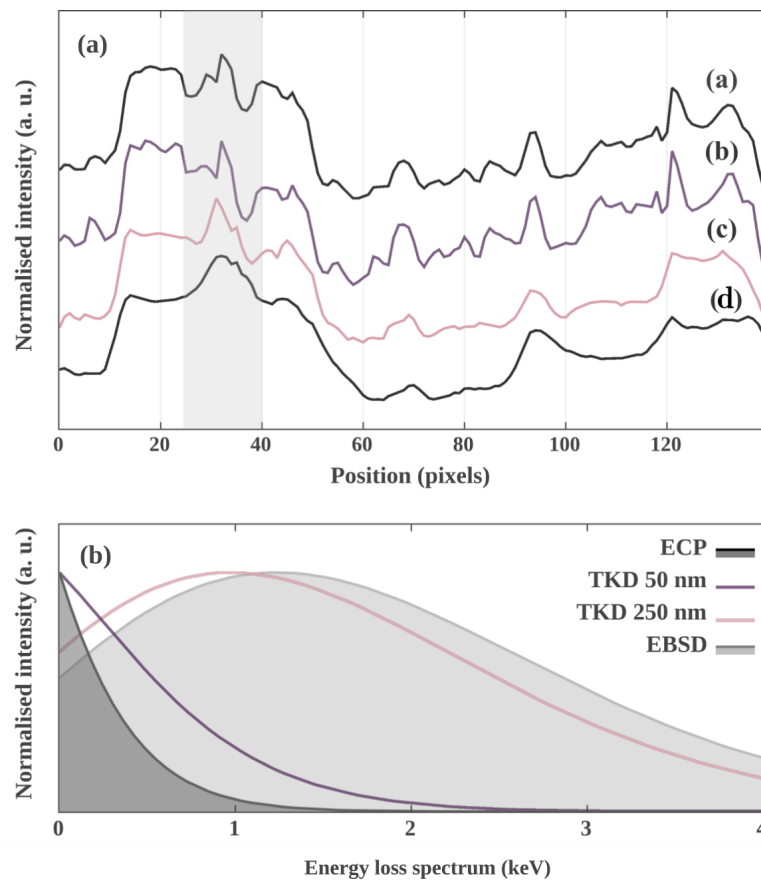 (a)
(a)
(b)
(c)
(d)
Normalised intensity (a. u.)
0 20 40 60 80 100 120
Position (pixels)
(b)
ECP
TKD 50 nm
TKD 250 nm
EBSD
Normalised intensity (a. u.)
0 1 2 3 4
Energy loss spectrum (keV)